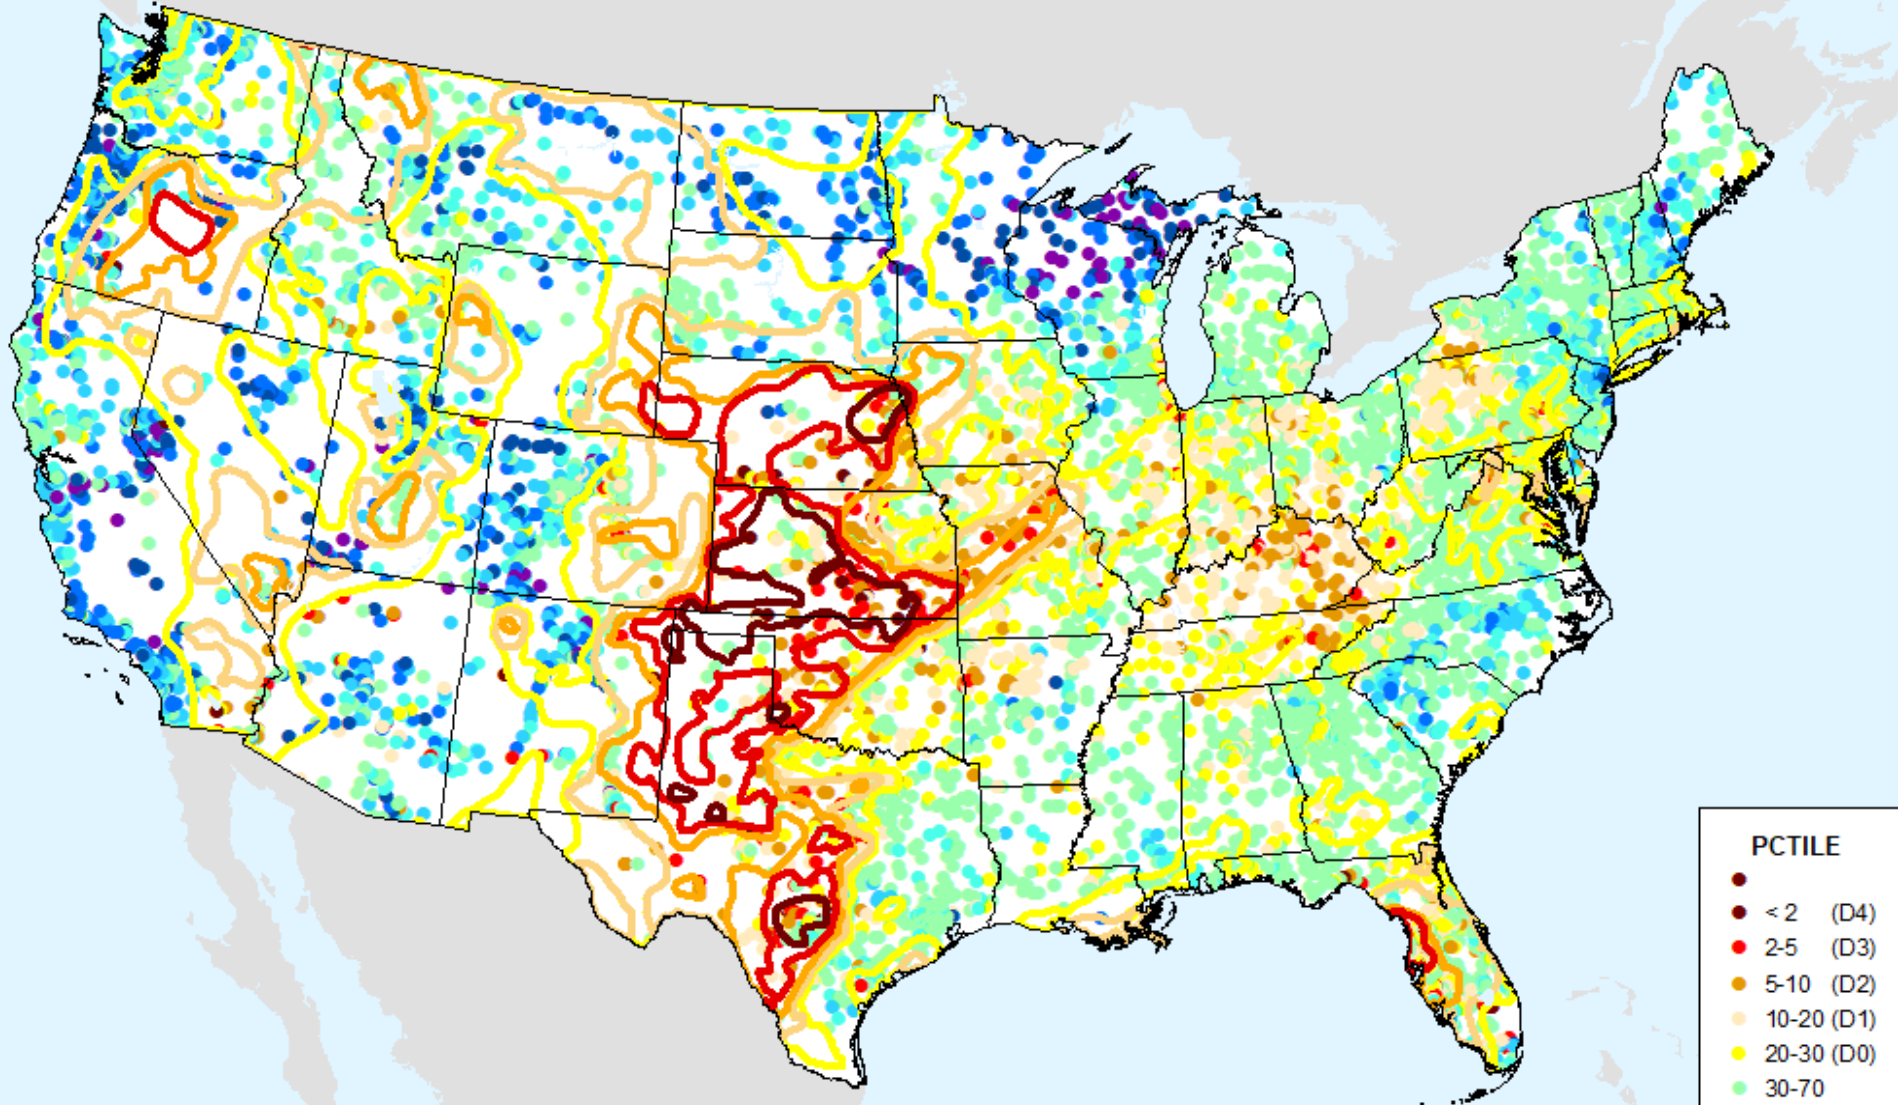 PCTILE
< 2 (D4)
2-5 (D3)
5-10 (D2)
10-20 (D1)
20-30 (D0)
30-70